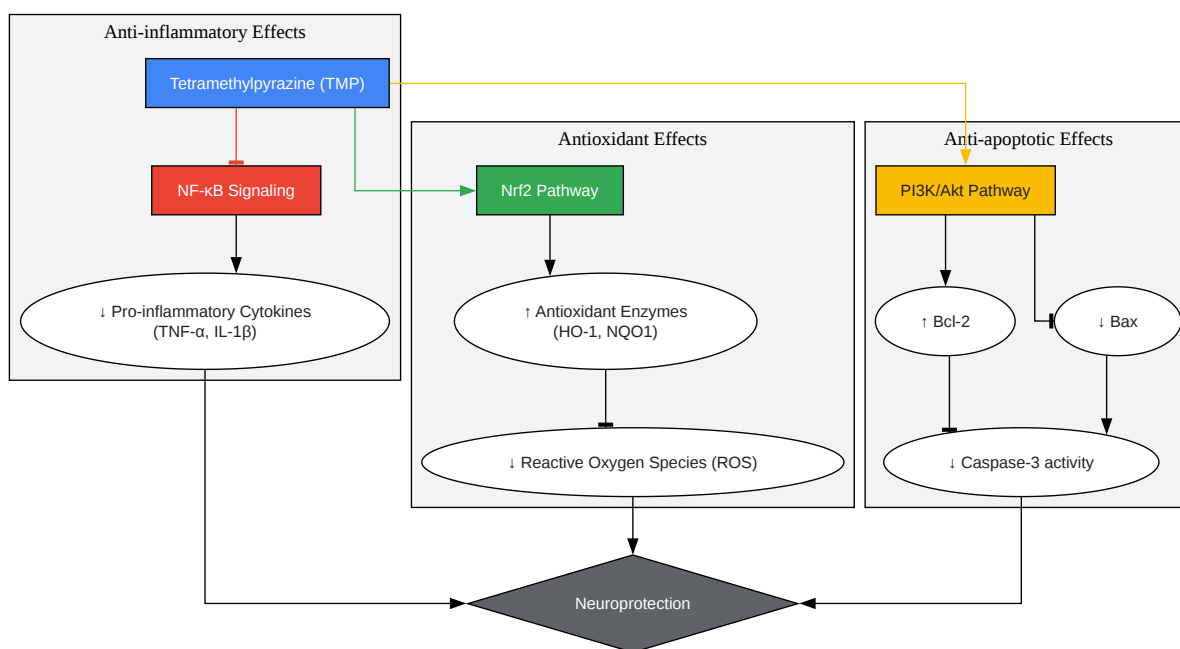 Anti-inflammatory Effects
Tetramethylpyrazine (TMP)
Antioxidant Effects
Anti-apoptotic Effects
NF-κB Signaling
Nrf2 Pathway
PI3K/Akt Pathway
↓ Pro-inflammatory Cytokines
(TNF-α, IL-1β)
↑ Antioxidant Enzymes
(HO-1, NQO1)
↑ Bcl-2
↓ Bax
↓ Reactive Oxygen Species (ROS)
↓ Caspase-3 activity
Neuroprotection